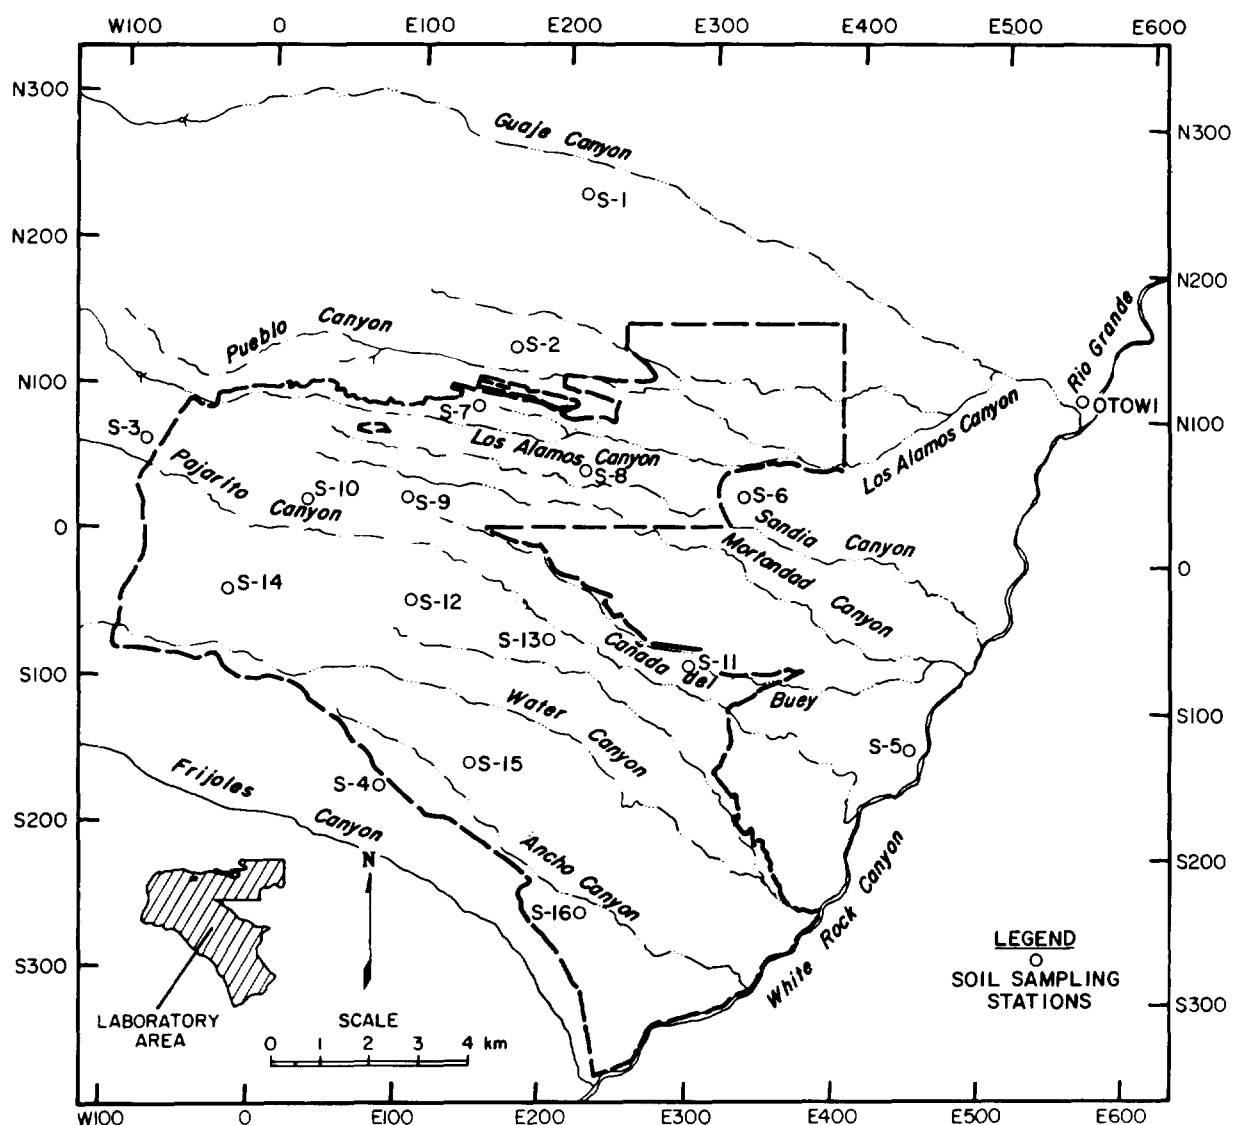 W100 0 E100 E200 E300 E400 E500 E600
N300
Guaje Canyon
N300
S-1
N200
N200
Rio Grande
Pueblo Canyon
S-2
N100
OTOWI
S-7
N100
S-3
Los Alamos Canyon
Los Alamos Canyon
Pajarito Canyon
S-8
S-10
S-9
S-6
Sandia Canyon
0
Mortandad Canyon
0
S-14
S-12
S-13
Cañada del Buey
S-11
S100
Water Canyon
S100
S-5
S-15
S-4
Frijoles Canyon
S200
Ancho Canyon
S200
N
S-16
White Rock Canyon
S300
LEGEND
SOIL SAMPLING
STATIONS
S300
LABORATORY
AREA
SCALE
0 1 2 3 4 km
W100 0 E100 E200 E300 E400 E500 E600